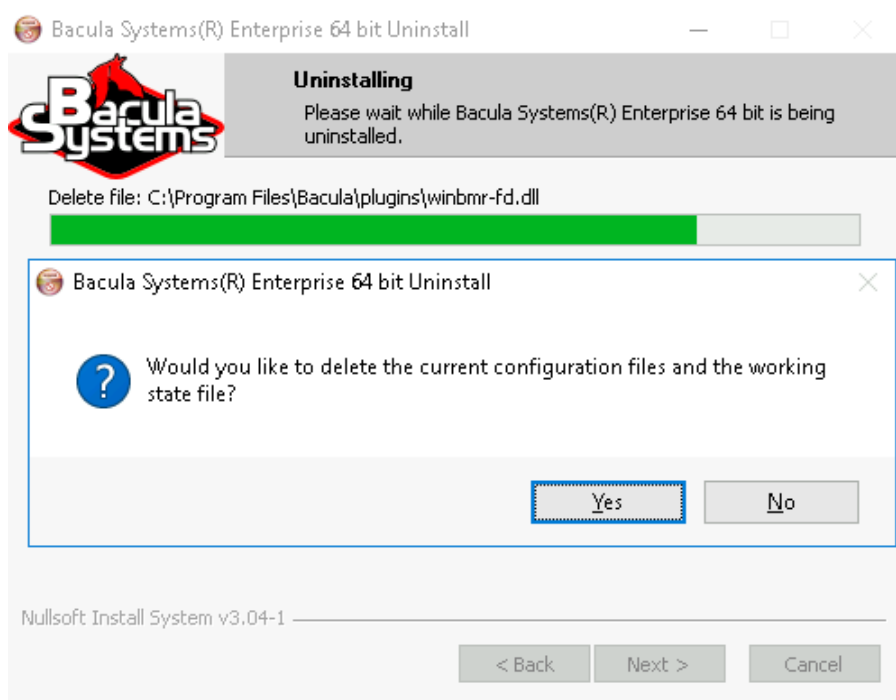 Bacula Systems(R) Enterprise 64 bit Uninstall
Bacula
Systems
Uninstalling
Please wait while Bacula Systems(R) Enterprise 64 bit is being
uninstalled.
Delete file: C:\Program Files\Bacula\plugins\winbmr-fd.dll
Bacula Systems(R) Enterprise 64 bit Uninstall
Would you like to delete the current configuration files and the working
state file?
Yes No
Nullsoft Install System v3.04-1
< Back Next > Cancel